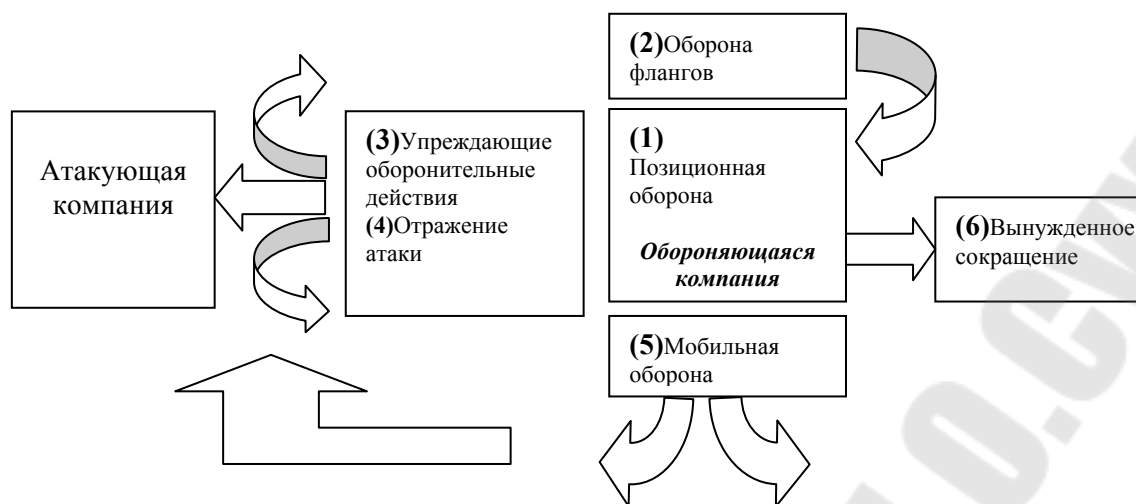 Атакующая
компания
(3)Упреждающие
оборонительные
действия
(4)Отражение
атаки
(2)Оборона
флангов
(1)
Позиционная
оборона
Обороняющаяся
компания
(5)Мобильная
оборона
(6)Вынужденное
сокращение